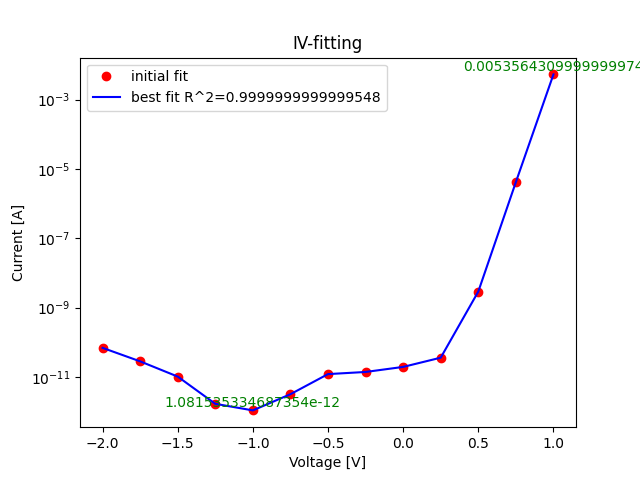 IV-fitting
0.0053564309999999974
initial fit
best fit R^2=0.9999999999999548
10⁻³
10⁻⁵
10⁻⁷
10⁻⁹
10⁻¹¹
Current [A]
1.081535334687354e-12
-2.0 -1.5 -1.0 -0.5 0.0 0.5 1.0
Voltage [V]